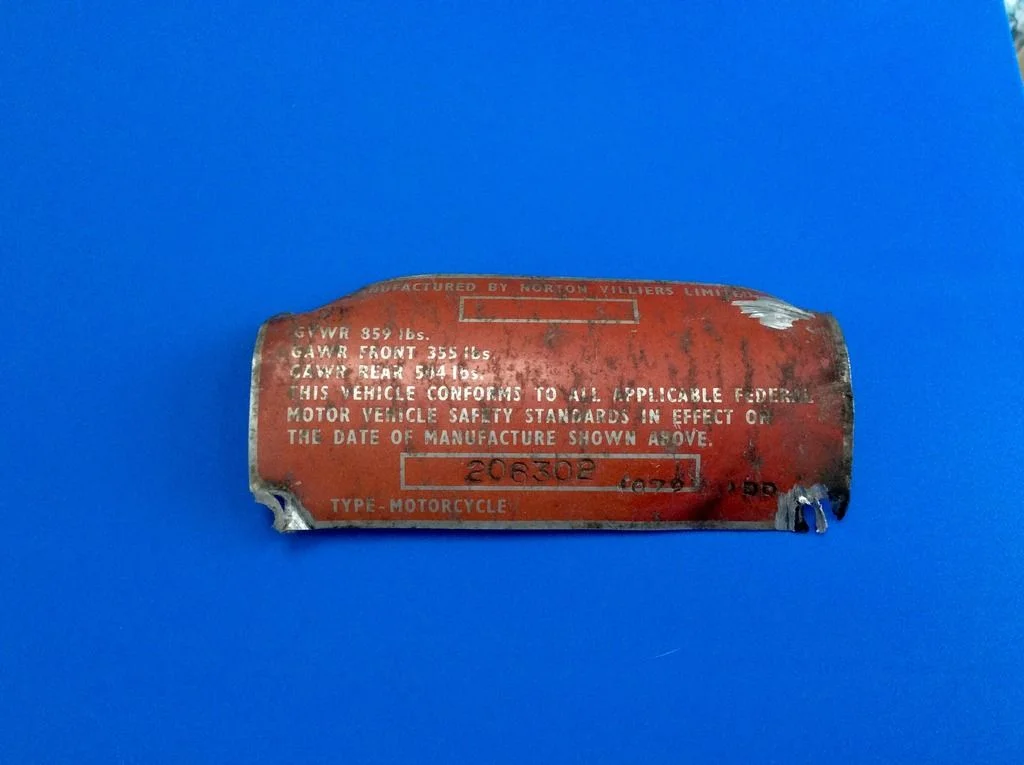 NUFACTURED BY NORTON VILLIERS LIMITED
GVWR 859 lbs.
GAWR FRONT 355 lbs.
GAWR REAR 504 lbs.
THIS VEHICLE CONFORMS TO ALL APPLICABLE FEDERAL
MOTOR VEHICLE SAFETY STANDARDS IN EFFECT ON
THE DATE OF MANUFACTURE SHOWN ABOVE.
206302
TYPE-MOTORCYCLE